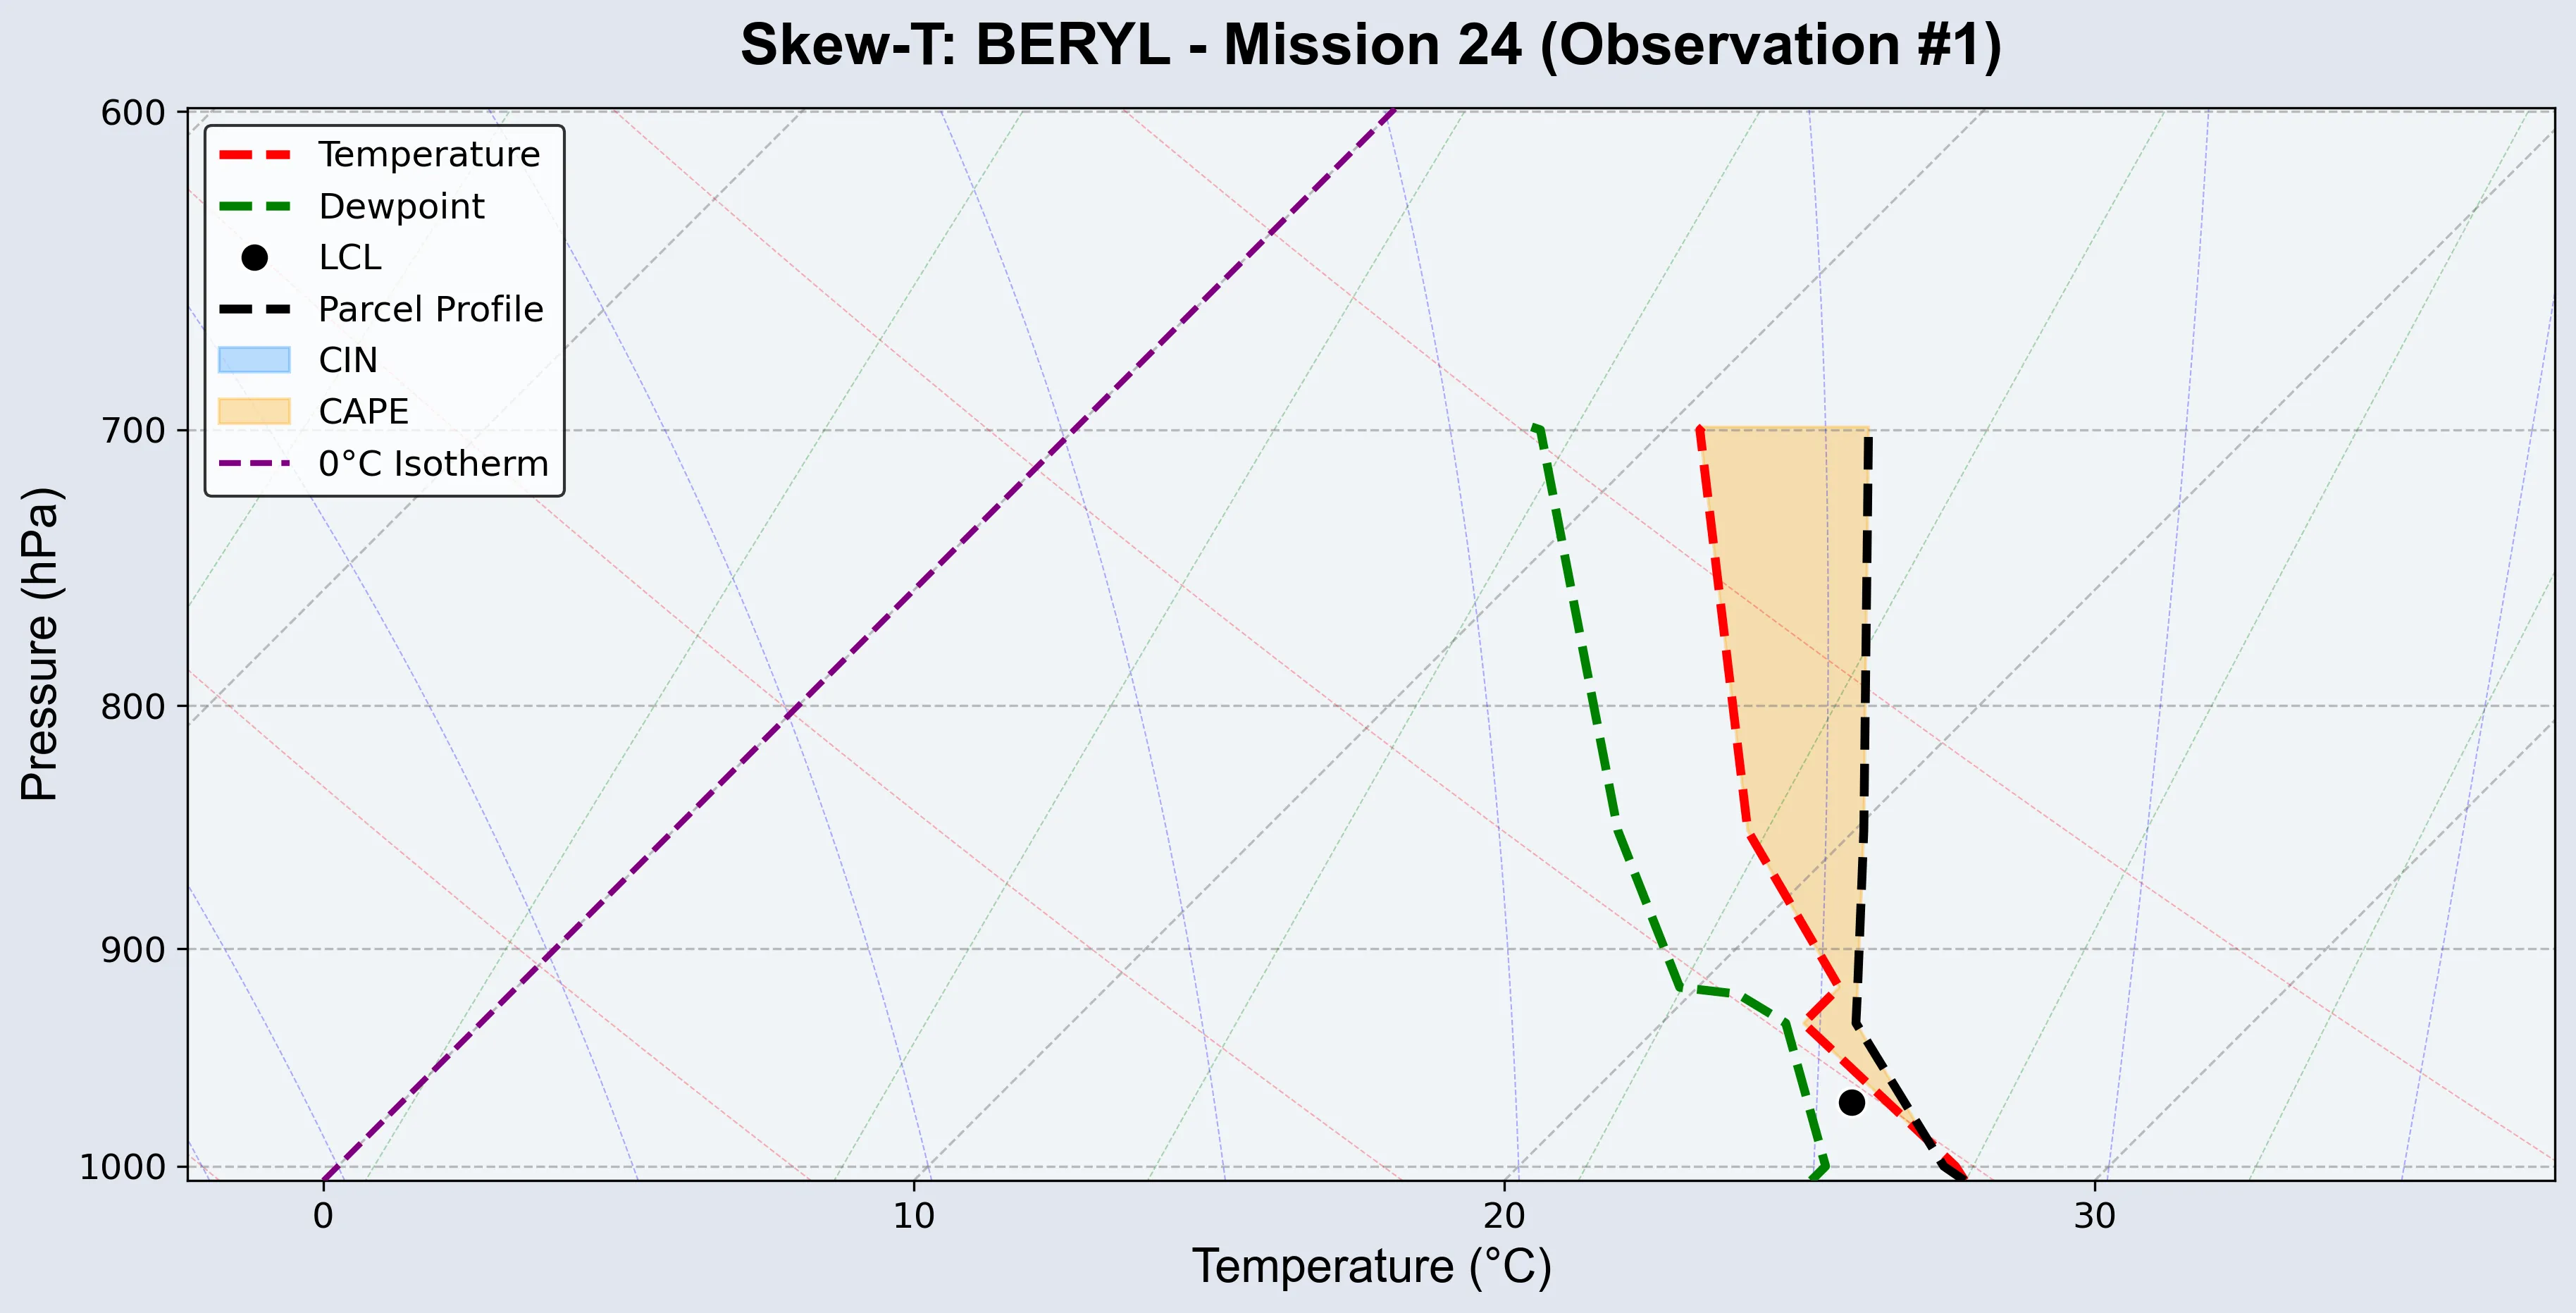 Skew-T: BERYL - Mission 24 (Observation #1)
Pressure (hPa)
600
700
800
900
1000
Temperature
Dewpoint
LCL
Parcel Profile
CIN
CAPE
0°C Isotherm
0
10
20
30
Temperature (°C)